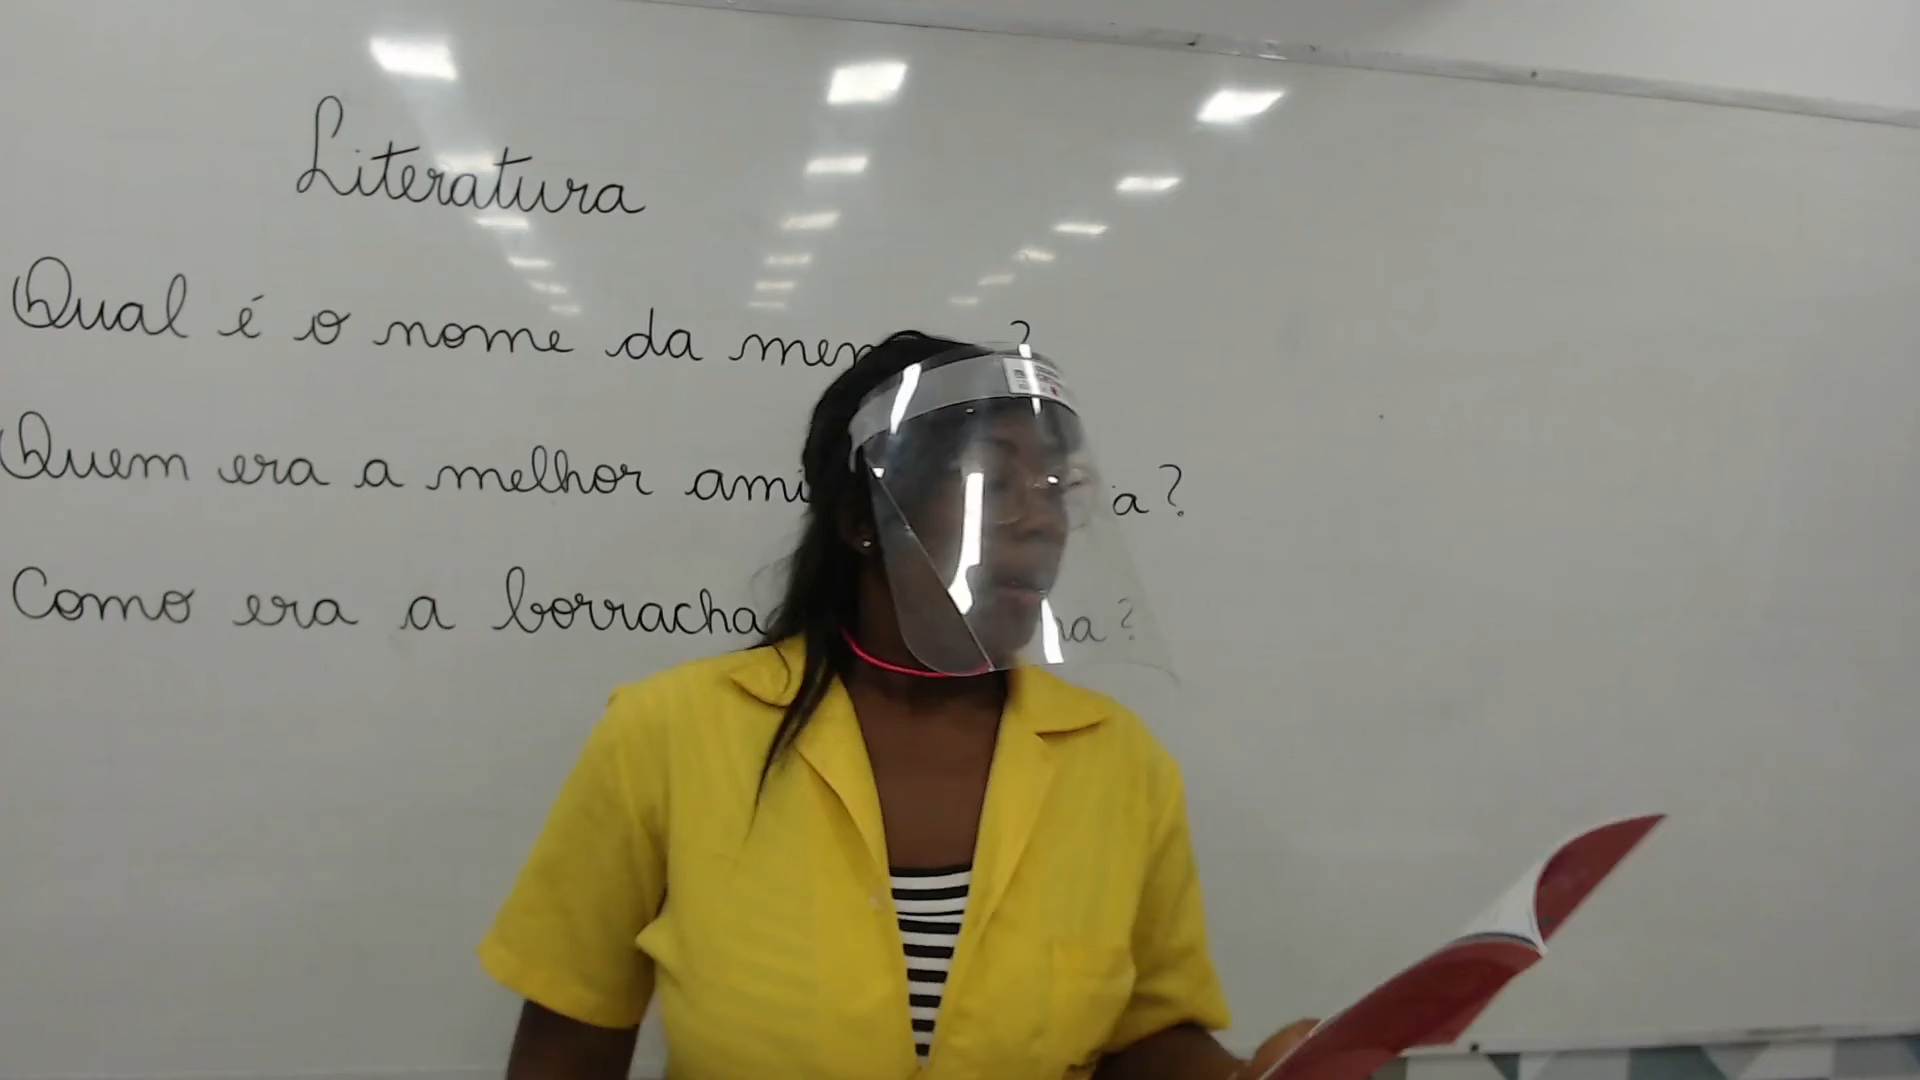 Literatura
Qual é o nome da ?
Quem era a melhor ?
Como era a borracha ?